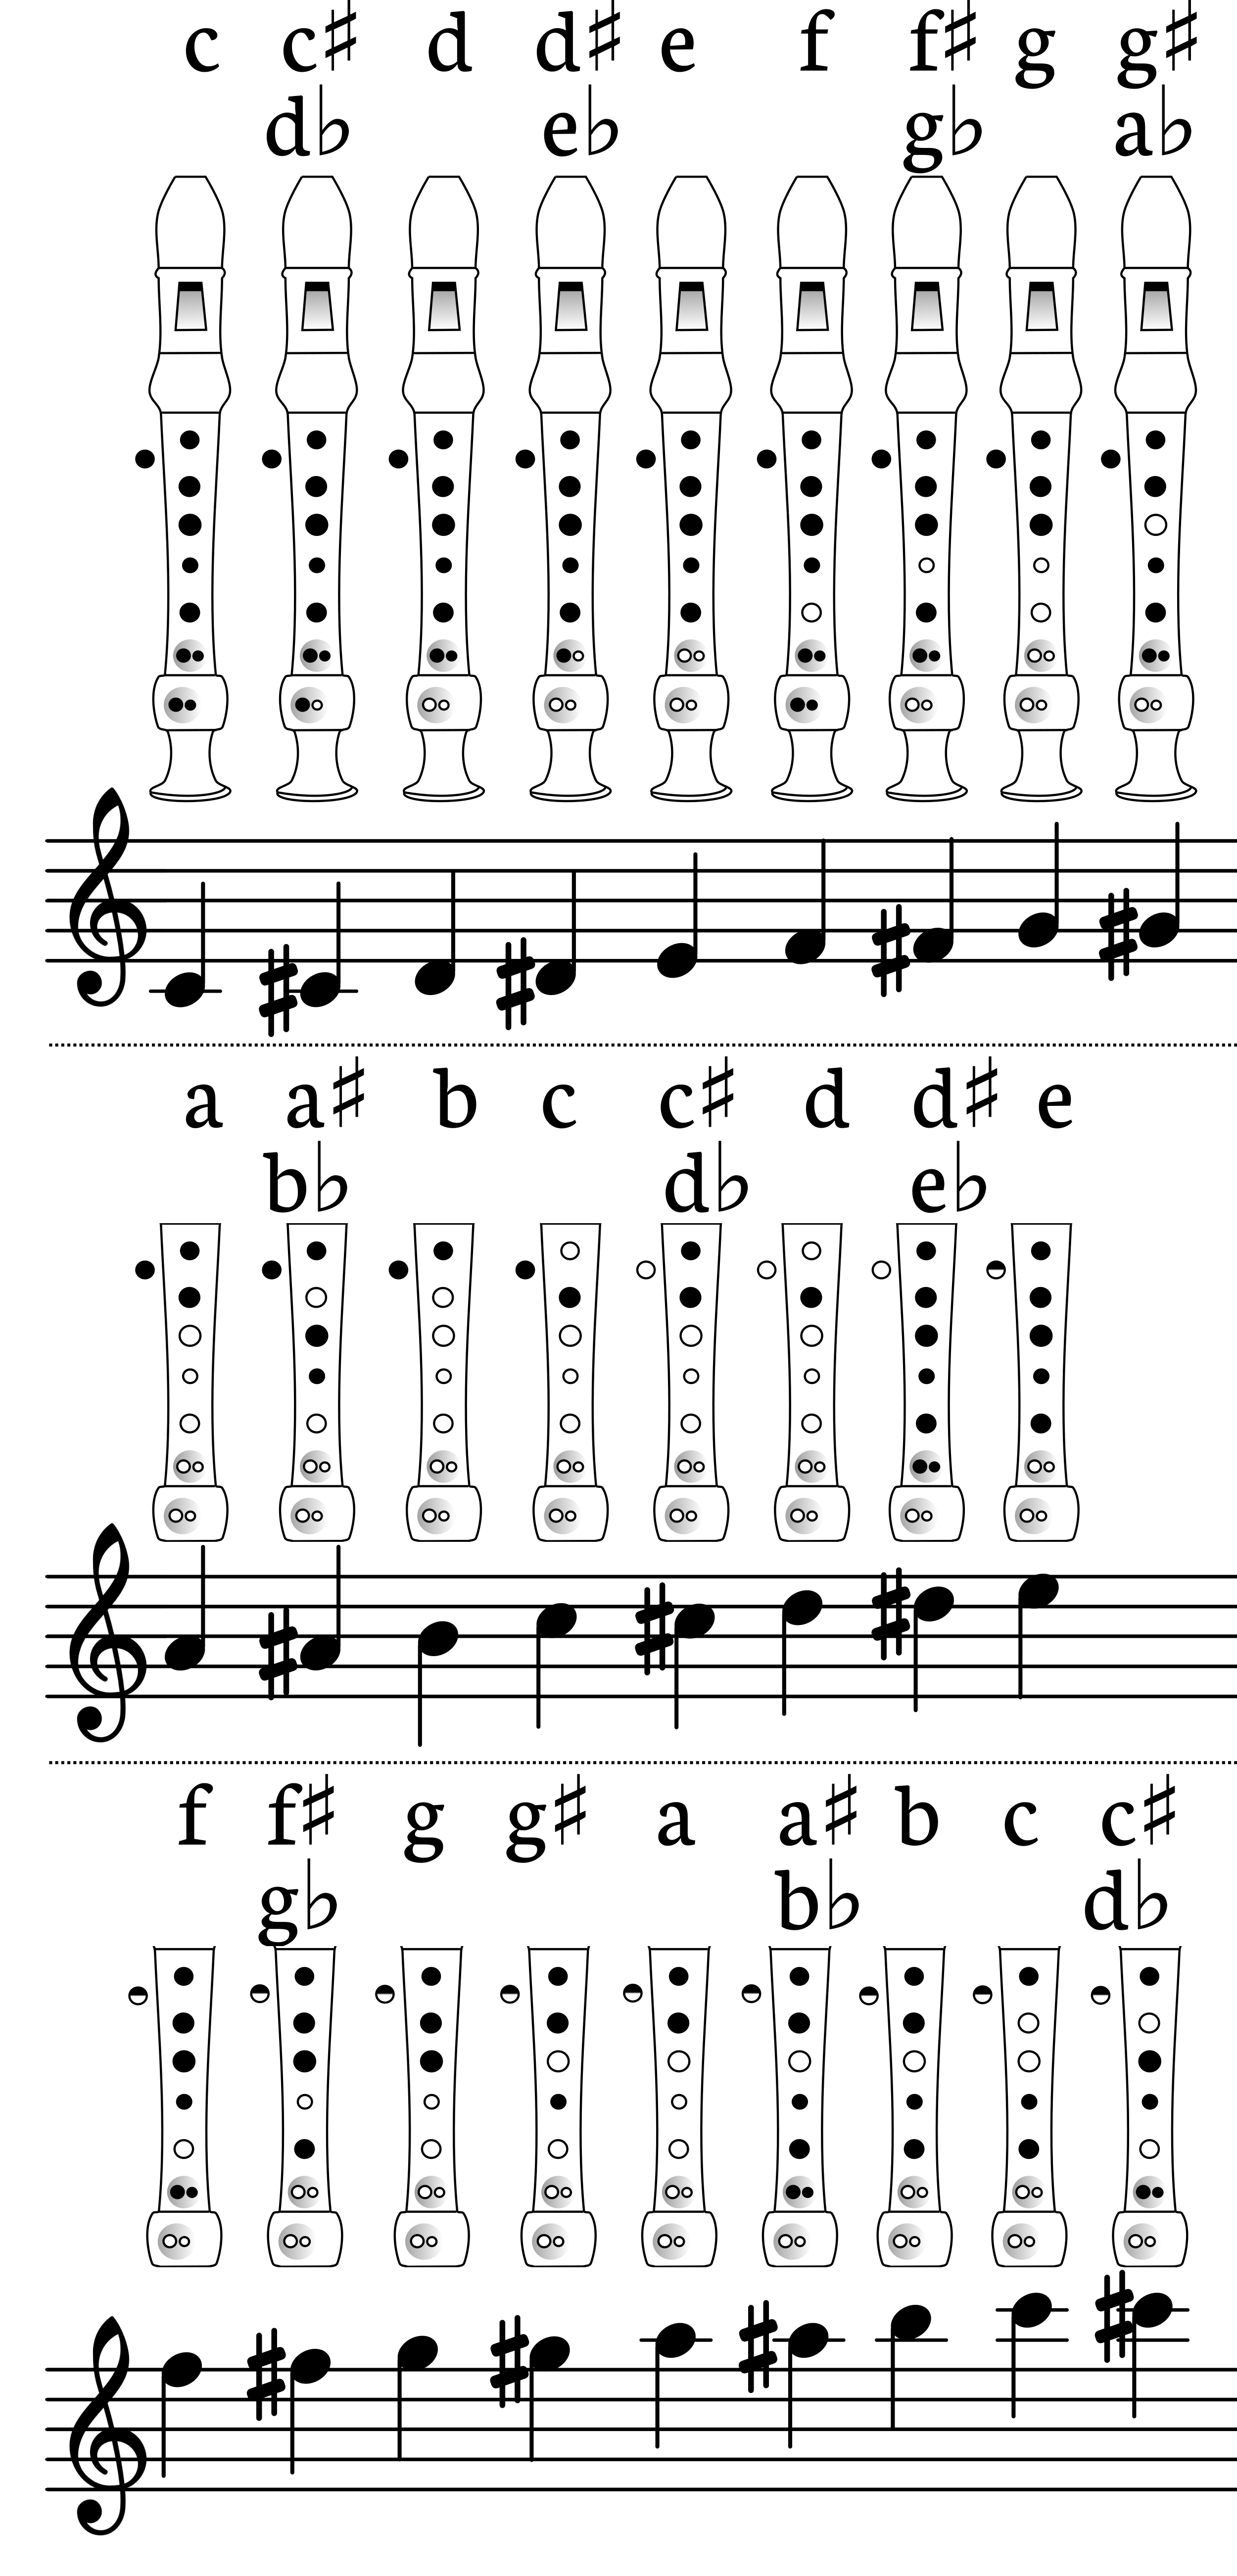 c c♯ d d♯ e f f♯ g g♯
d♭ e♭ g♭ a♭
a a♯ b c c♯ d d♯ e
b♭ d♭ e♭
f f♯ g g♯ a a♯ b c c♯
g♭ b♭ d♭